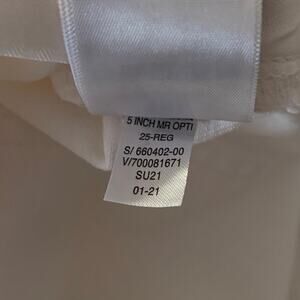 5 INCH MR OPTI
25-REG
S/ 660402-00
V/700081671
SU21
01-21